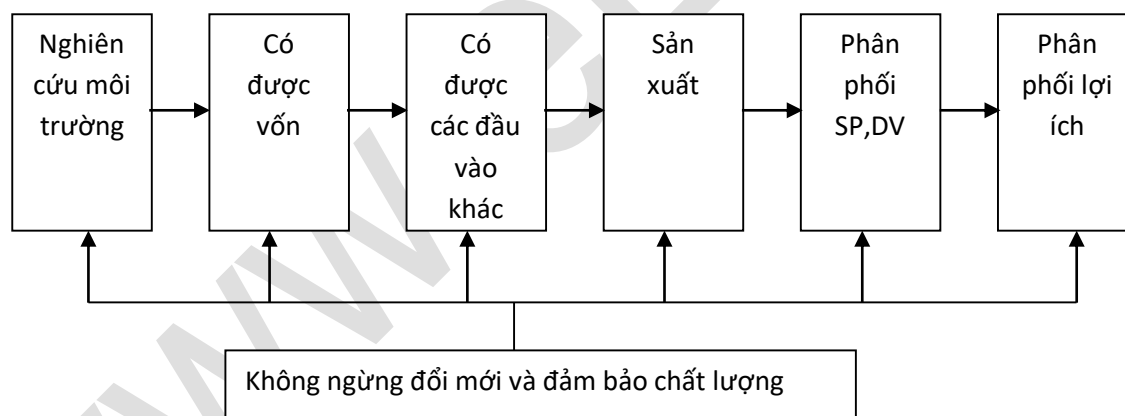 Nghiên
cứu môi
trường
Có
được
vốn
Có
được
các đầu
vào
khác
Sản
xuất
Phân
phối
SP,DV
Phân
phối lợi
ích
Không ngừng đổi mới và đảm bảo chất lượng